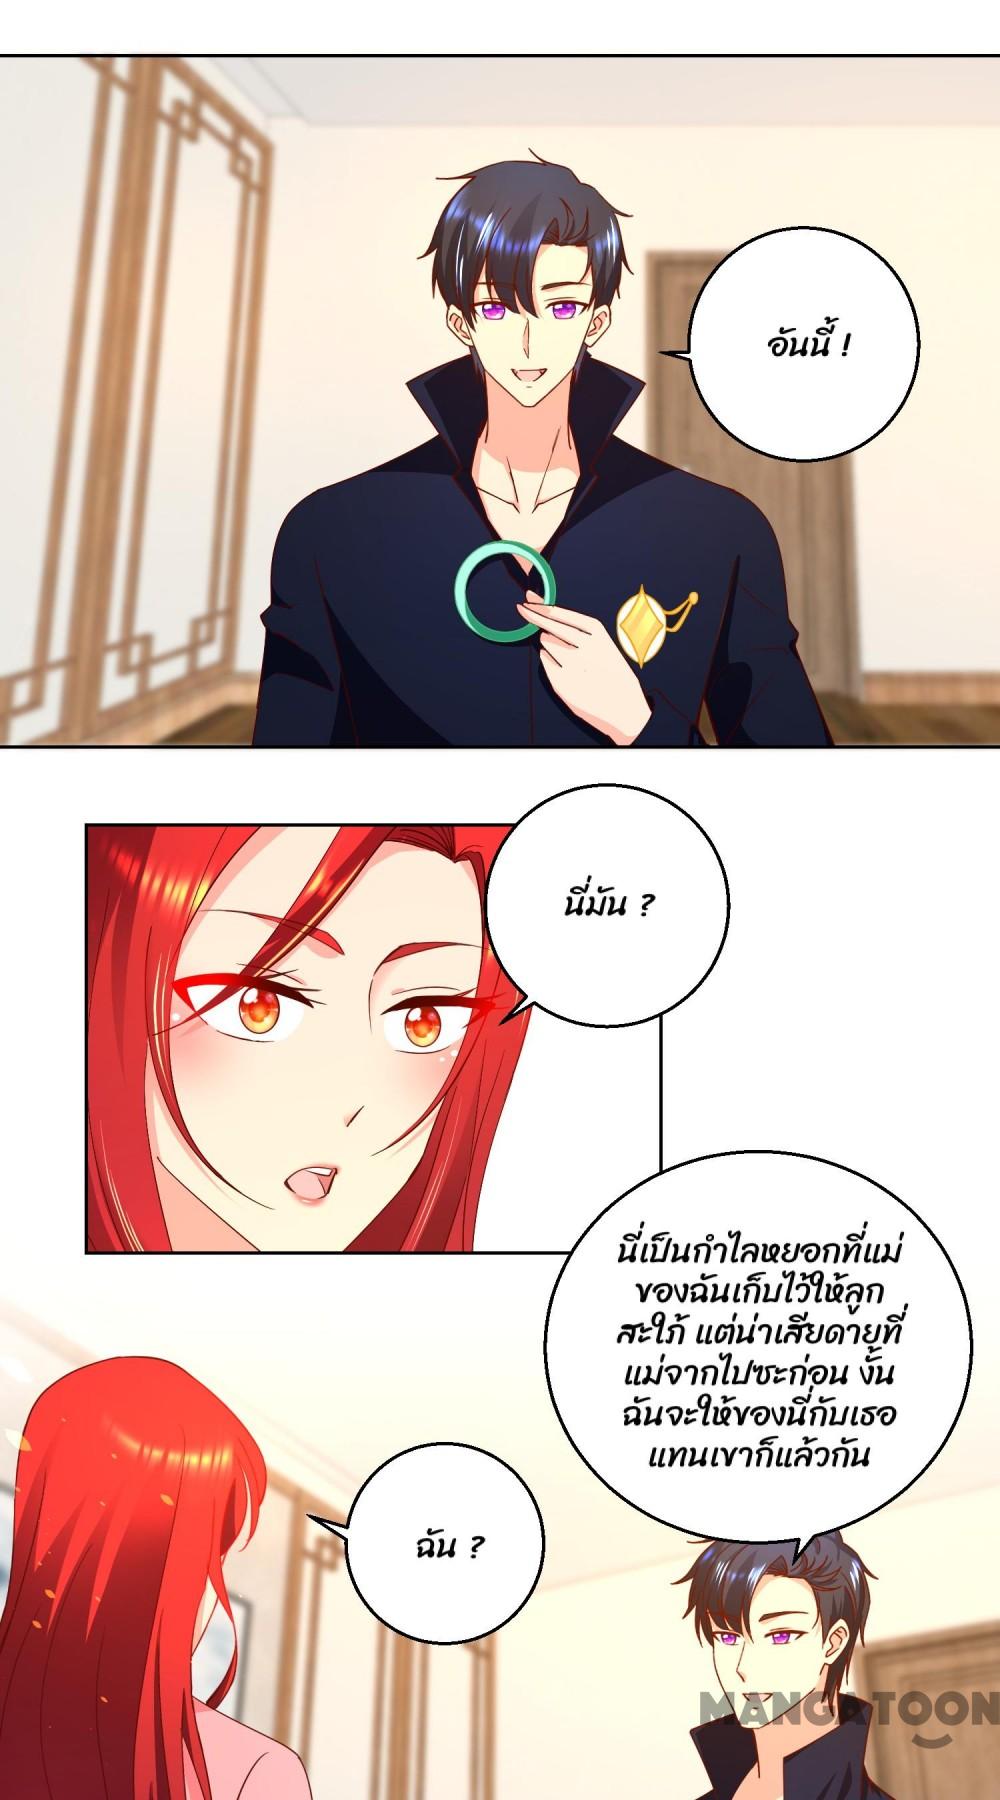 อันนี้ !
นี่มัน ?
นี่เป็นกำไลหยอกที่แม่
ของฉันเก็บไว้ให้ลูก
สะใภ้ แต่น่าเสียดายที่
แม่จากไปซะก่อน งั้น
ฉันจะให้ของนี่กับเธอ
แทนเขาก็แล้วกัน
ฉัน ?
MANGATOON